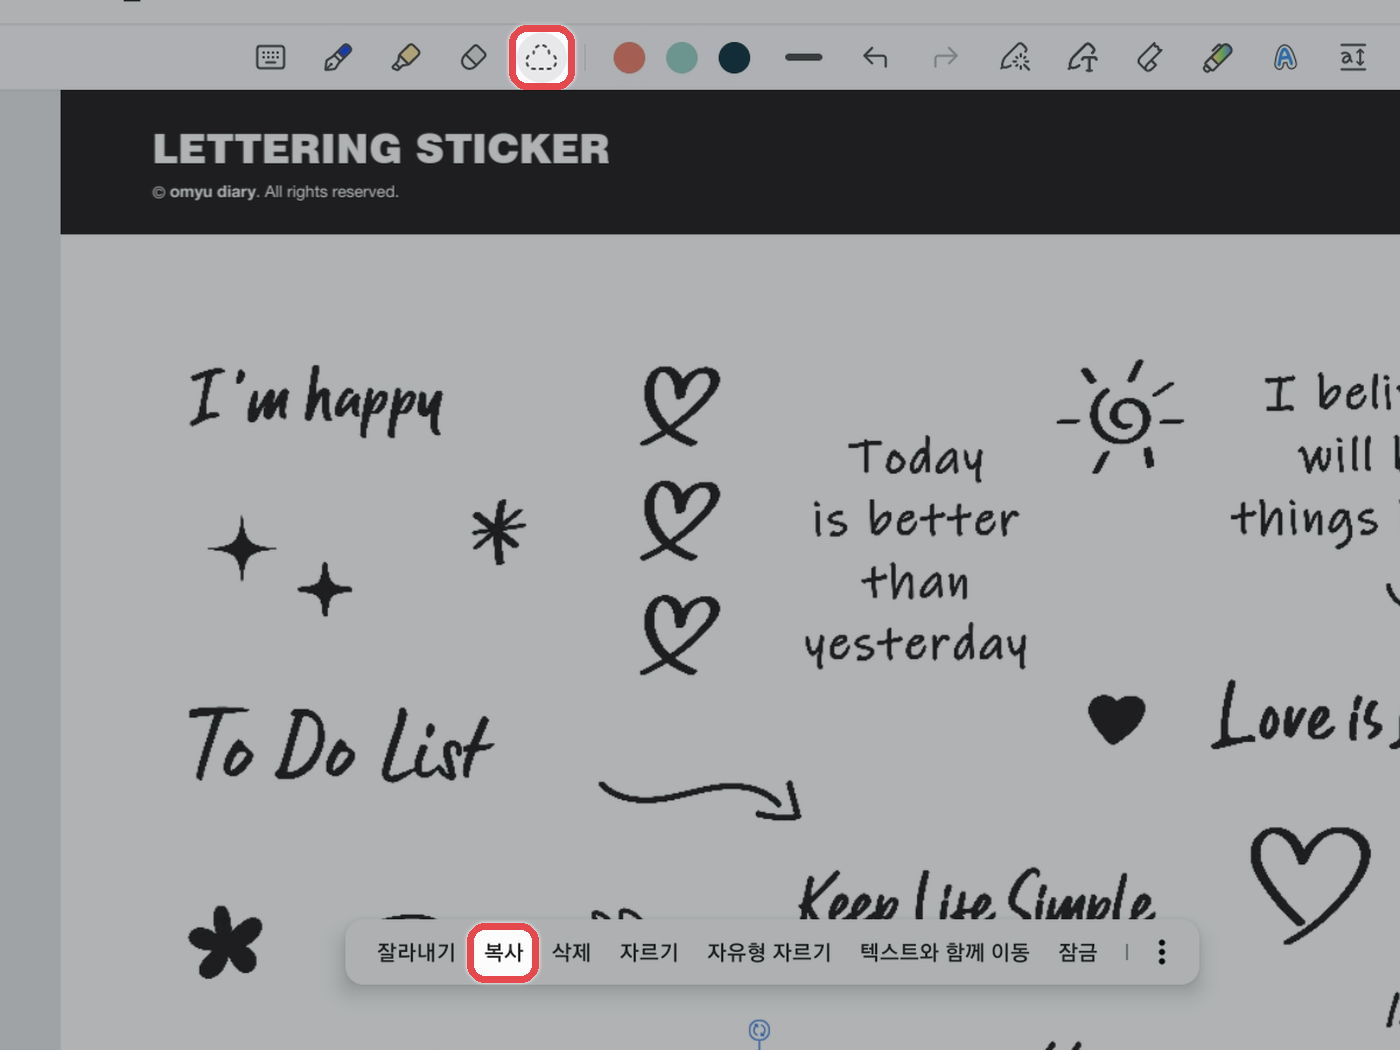 LETTERING STICKER
© omyu diary. All rights reserved.
I'm happy
Today
is better
than
yesterday
I
will
things
To Do List
Love is
Keep Life Simple
잘라내기 복사 삭제 자르기 자유형 자르기 텍스트와 함께 이동 잠금